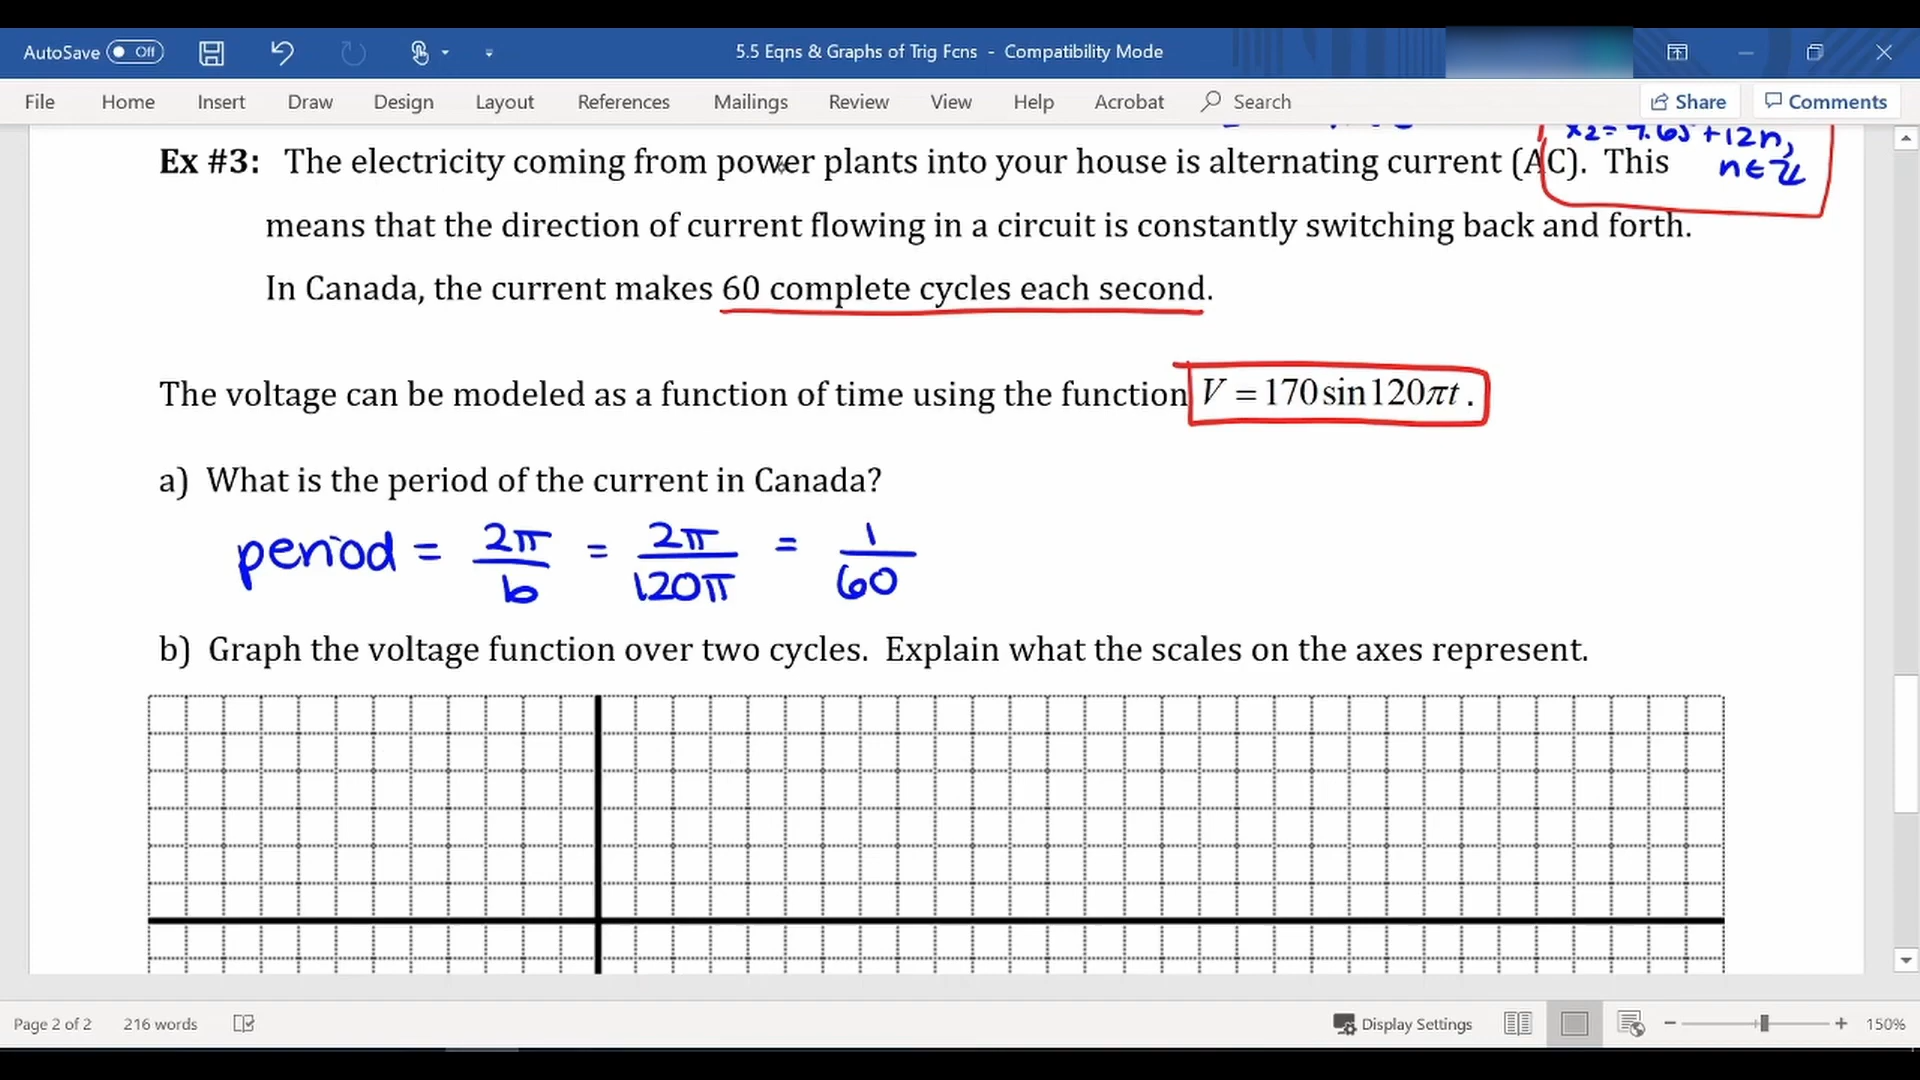 AutoSave Off 5.5 Eqns & Graphs of Trig Fcns - Compatibility Mode
File Home Insert Draw Design Layout References Mailings Review View Help Acrobat Search Share Comments
x2 = 9.65 + 12n,
n ∈ ℤ
Ex #3: The electricity coming from power plants into your house is alternating current (AC). This
means that the direction of current flowing in a circuit is constantly switching back and forth.
In Canada, the current makes 60 complete cycles each second.
The voltage can be modeled as a function of time using the function V = 170 sin 120πt .
a) What is the period of the current in Canada?
period = 2π/b = 2π/120π = 1/60
b) Graph the voltage function over two cycles. Explain what the scales on the axes represent.
Page 2 of 2 216 words Display Settings 150%